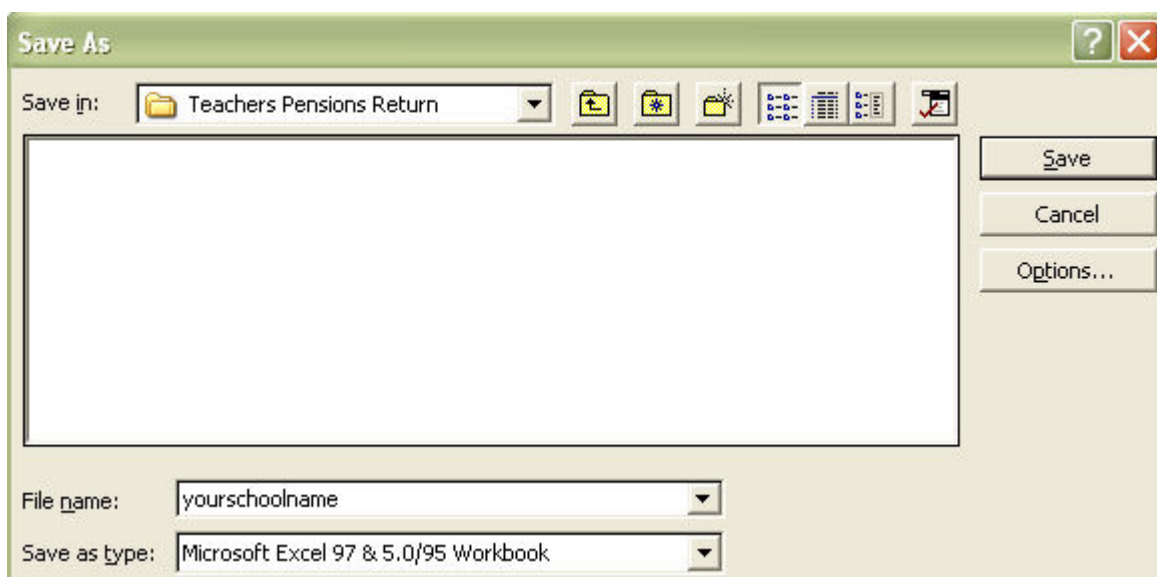 Save As
Save in: Teachers Pensions Return
Save
Cancel
Options...
File name: yourschoolname
Save as type: Microsoft Excel 97 & 5.0/95 Workbook